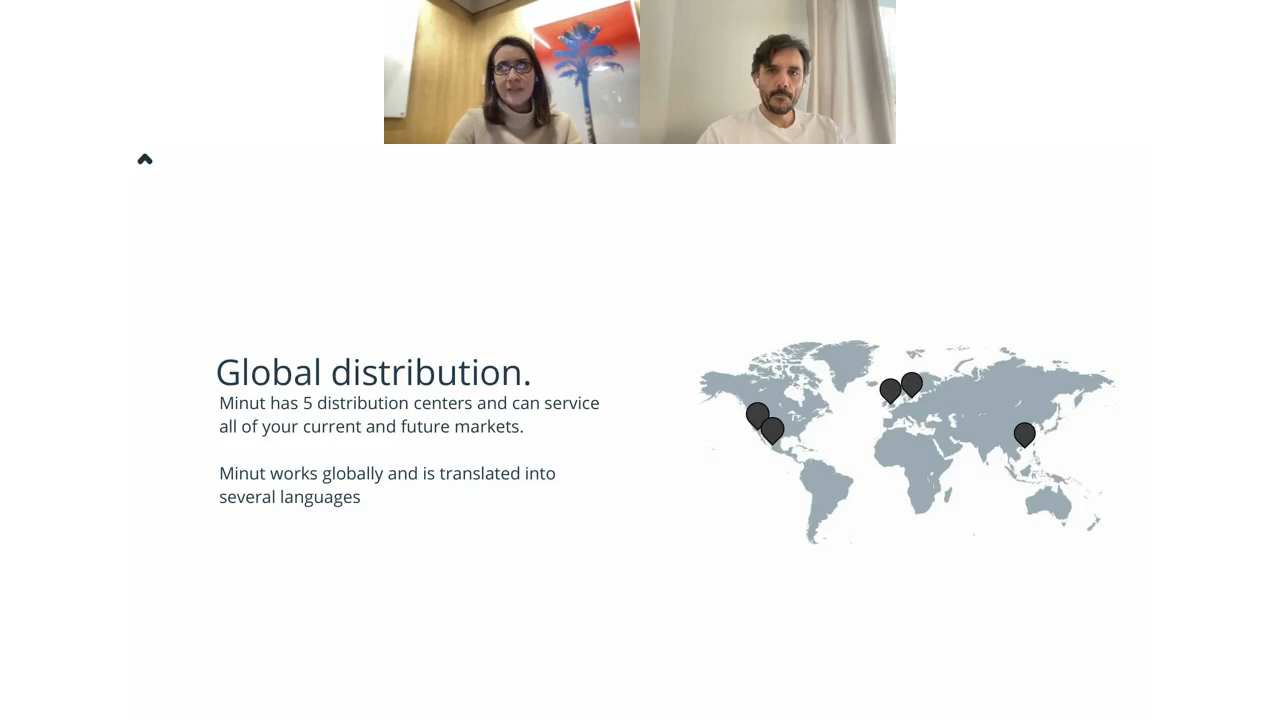 Global distribution.
Minut has 5 distribution centers and can service
all of your current and future markets.
Minut works globally and is translated into
several languages